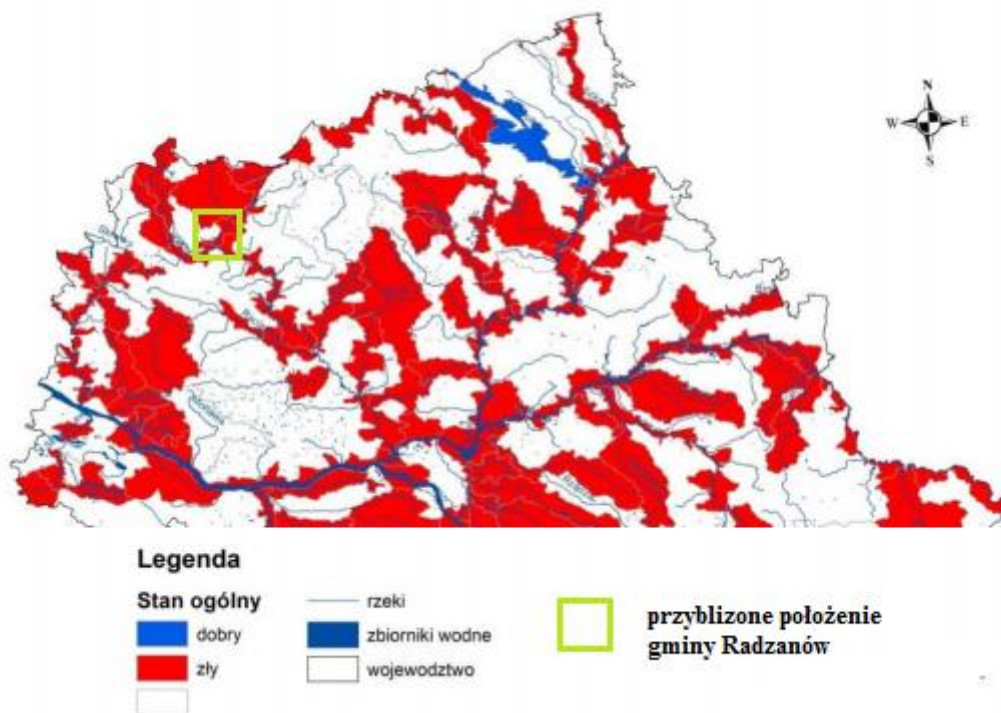 N
W E
S
Legenda
Stan ogólny
dobry
zły
rzeki
zbiorniki wodne
wojewodztwo
przyblizone położenie
gminy Radzanów